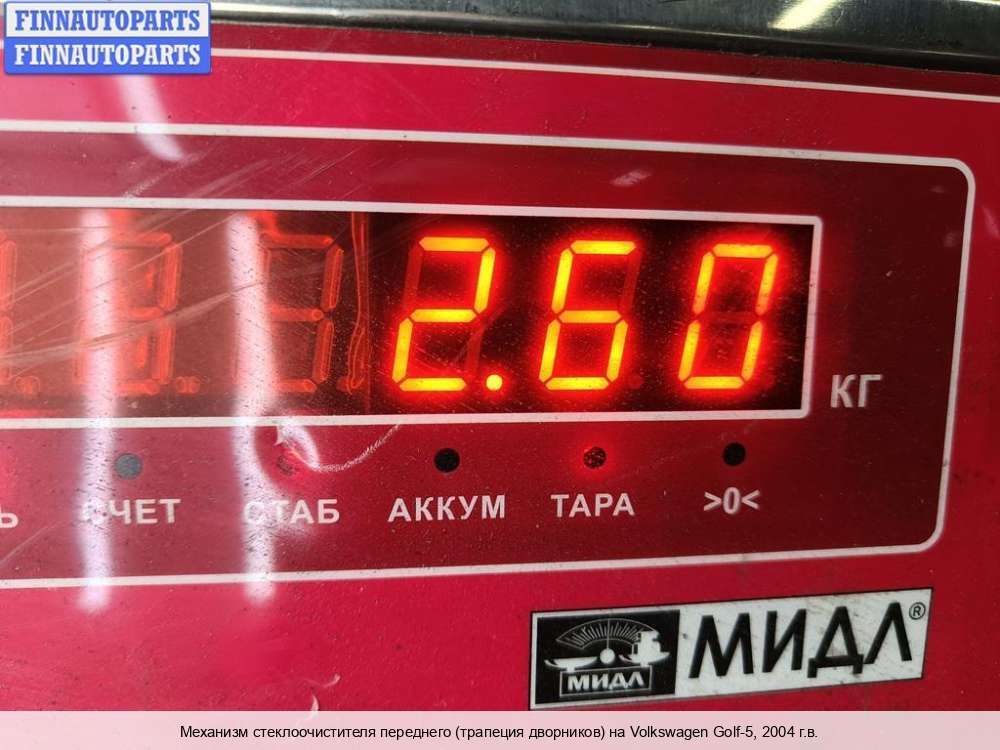 FINNAUTOPARTS
FINNAUTOPARTS
2.60
КГ
СЧЕТ СТАБ АККУМ ТАРА >0<
МИДЛ МИДЛ®
Механизм стеклоочистителя переднего (трапеция дворников) на Volkswagen Golf-5, 2004 г.в.